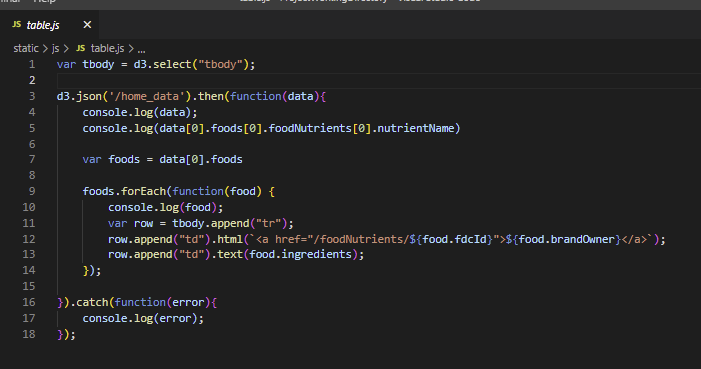 JS table.js ×
static > js > JS table.js > ...
1 var tbody = d3.select("tbody");
2
3 d3.json('/home_data').then(function(data){
4 console.log(data);
5 console.log(data[0].foods[0].foodNutrients[0].nutrientName)
6
7 var foods = data[0].foods
8
9 foods.forEach(function(food) {
10 console.log(food);
11 var row = tbody.append("tr");
12 row.append("td").html(`<a href="/foodNutrients/${food.fdcId}">${food.brandOwner}</a>`);
13 row.append("td").text(food.ingredients);
14 });
15
16 }).catch(function(error){
17 console.log(error);
18 });